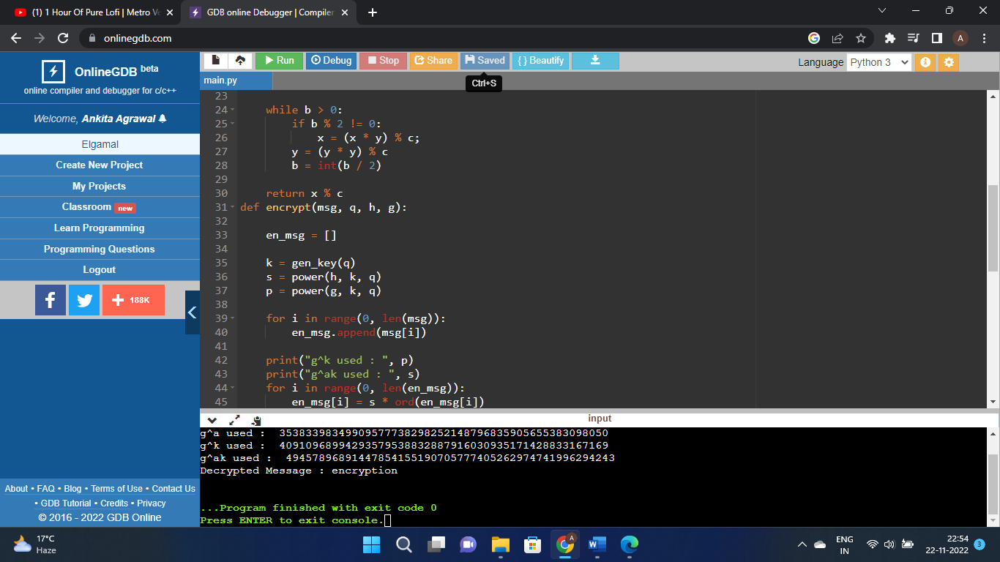 (1) 1 Hour Of Pure Lofi | Metro Ve
GDB online Debugger | Compiler
onlinegdb.com
A
OnlineGDB beta
online compiler and debugger for c/c++
Welcome, Ankita Agrawal
Elgamal
Create New Project
My Projects
Classroom new
Learn Programming
Programming Questions
Logout
188K
About • FAQ • Blog • Terms of Use • Contact Us
• GDB Tutorial • Credits • Privacy
© 2016 - 2022 GDB Online
Run Debug Stop Share Saved {} Beautify
Language Python 3
main.py
Ctrl+S
23
24 while b > 0:
25 if b % 2 != 0:
26 x = (x * y) % c;
27 y = (y * y) % c
28 b = int(b / 2)
29
30 return x % c
31 def encrypt(msg, q, h, g):
32
33 en_msg = []
34
35 k = gen_key(q)
36 s = power(h, k, q)
37 p = power(g, k, q)
38
39 for i in range(0, len(msg)):
40 en_msg.append(msg[i])
41
42 print("g^k used : ", p)
43 print("g^ak used : ", s)
44 for i in range(0, len(en_msg)):
45 en_msg[i] = s * ord(en_msg[i])
input
g^a used : 35383398349909577738298252148796835905655383098050
g^k used : 40910968994293579538832887916030935171428833167169
g^ak used : 49457896891447854155190705777405262974741996294243
Decrypted Message : encryption
...Program finished with exit code 0
Press ENTER to exit console.
17°C
Haze
A
ENG
IN
22:54
22-11-2022
3